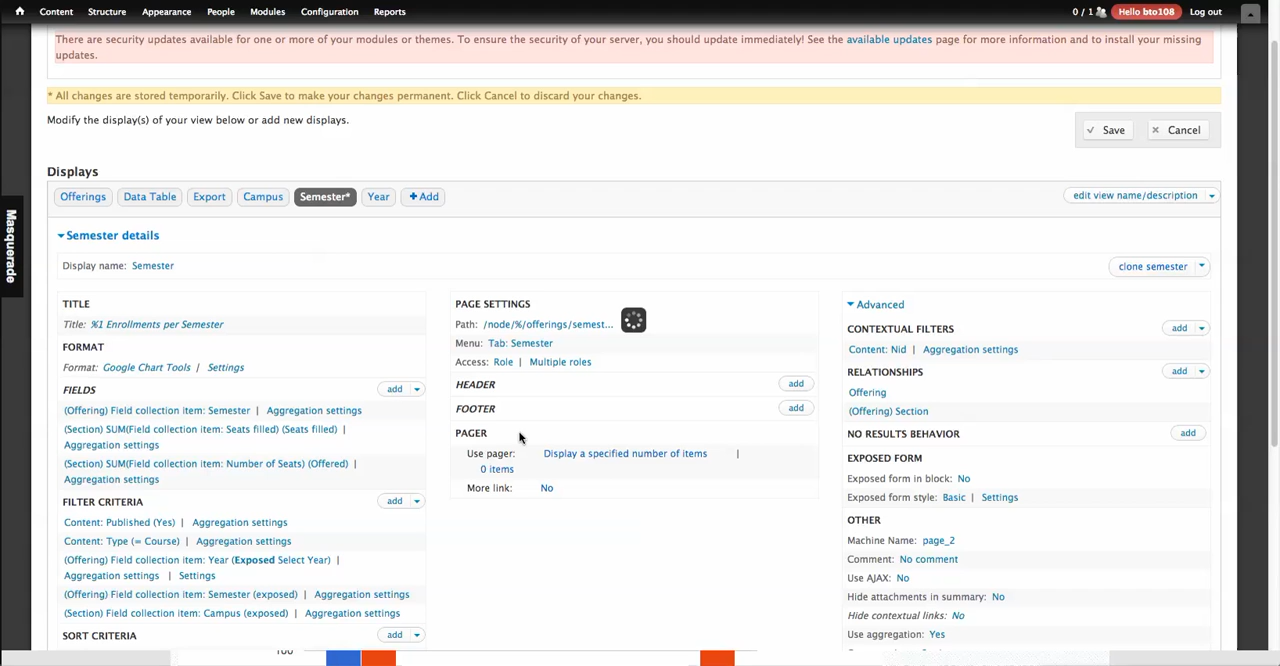 Content Structure Appearance People Modules Configuration Reports 0 / 1 Hello bto108 Log out
There are security updates available for one or more of your modules or themes. To ensure the security of your server, you should update immediately! See the available updates page for more information and to install your missing
updates.
* All changes are stored temporarily. Click Save to make your changes permanent. Click Cancel to discard your changes.
Modify the display(s) of your view below or add new displays.
Save Cancel
Masquerade
Displays
Offerings Data Table Export Campus Semester* Year + Add edit view name/description
Semester details
Display name: Semester clone semester
TITLE
Title: %1 Enrollments per Semester
FORMAT
Format: Google Chart Tools | Settings
FIELDS add
(Offering) Field collection item: Semester | Aggregation settings
(Section) SUM(Field collection item: Seats filled) (Seats filled) |
Aggregation settings
(Section) SUM(Field collection item: Number of Seats) (Offered) |
Aggregation settings
FILTER CRITERIA add
Content: Published (Yes) | Aggregation settings
Content: Type (= Course) | Aggregation settings
(Offering) Field collection item: Year (Exposed Select Year) |
Aggregation settings | Settings
(Offering) Field collection item: Semester (exposed) | Aggregation settings
(Section) Field collection item: Campus (exposed) | Aggregation settings
SORT CRITERIA add
PAGE SETTINGS
Path: /node/%/offerings/semest...
Menu: Tab: Semester
Access: Role | Multiple roles
HEADER add
FOOTER add
PAGER
Use pager: Display a specified number of items |
0 items
More link: No
Advanced
CONTEXTUAL FILTERS add
Content: Nid | Aggregation settings
RELATIONSHIPS add
Offering
(Offering) Section
NO RESULTS BEHAVIOR add
EXPOSED FORM
Exposed form in block: No
Exposed form style: Basic | Settings
OTHER
Machine Name: page_2
Comment: No comment
Use AJAX: No
Hide attachments in summary: No
Hide contextual links: No
Use aggregation: Yes
100